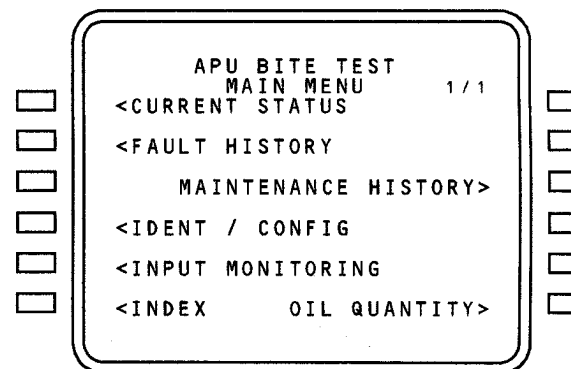 APU BITE TEST
MAIN MENU 1/1
<CURRENT STATUS
<FAULT HISTORY
MAINTENANCE HISTORY>
<IDENT / CONFIG
<INPUT MONITORING
<INDEX OIL QUANTITY>